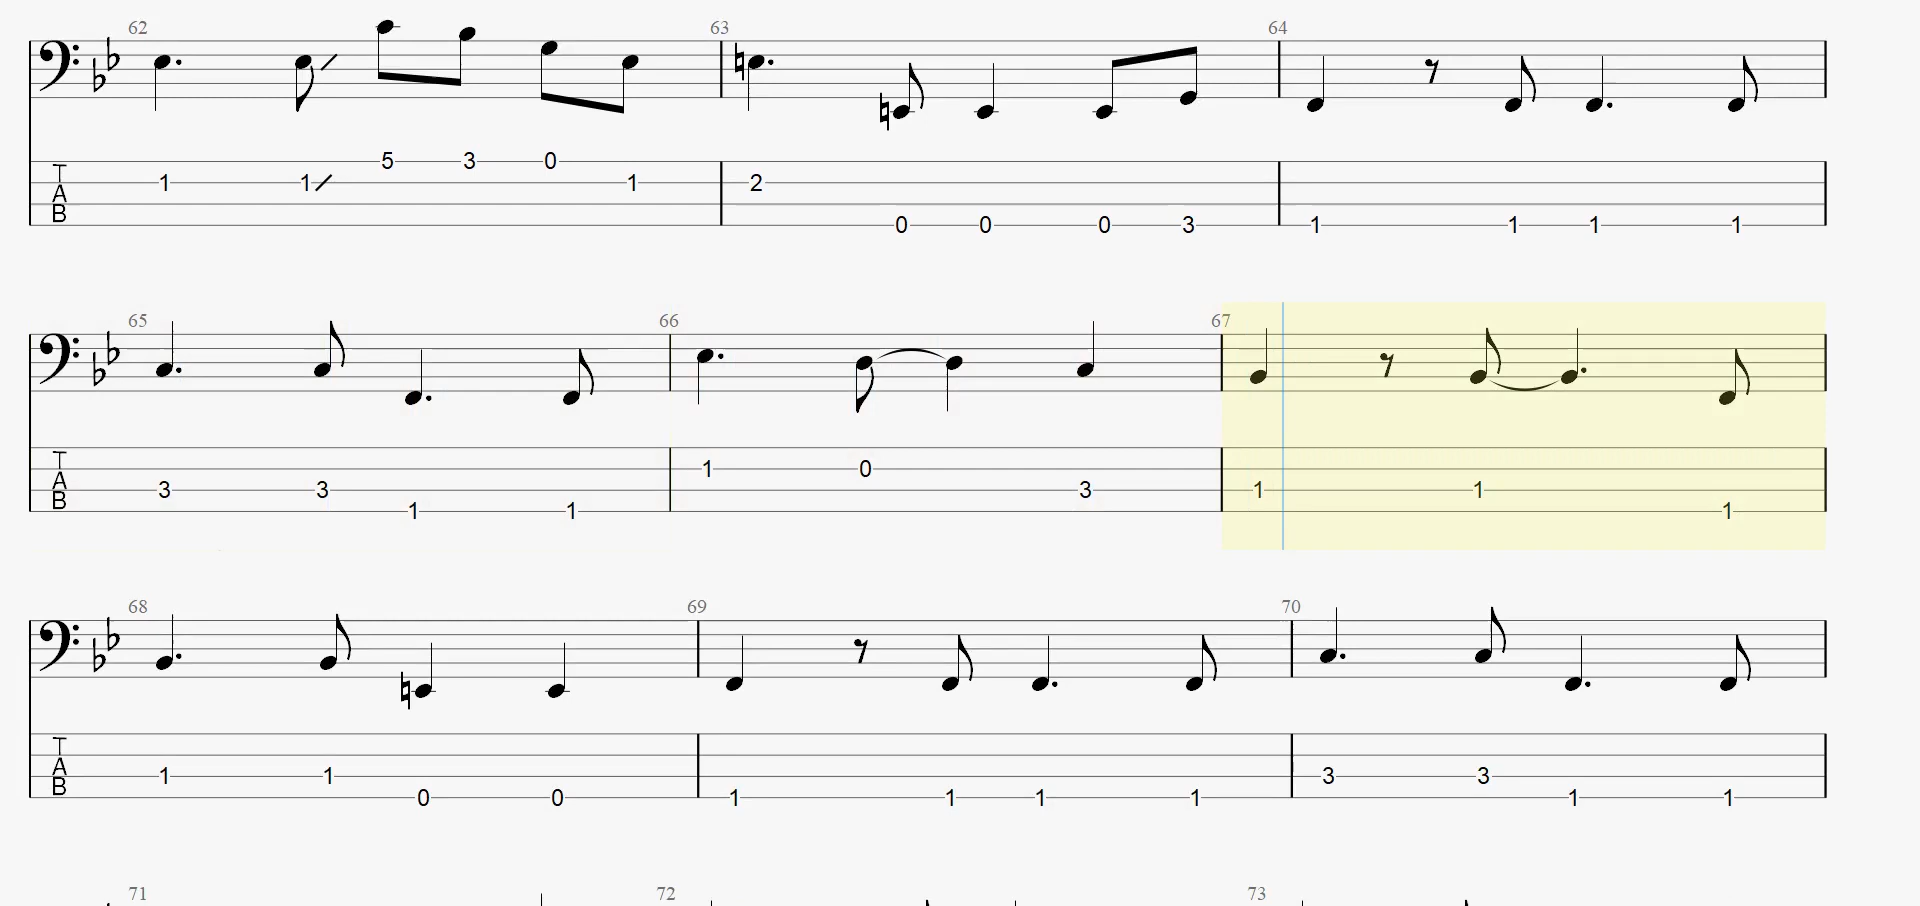 62 63 64
T 5 3 0
A 1 1 1 2
B 0 0 0 3 1 1 1 1
65 66 67
T 1 0
A 3 3 3 1 1
B 1 1 1
68 69 70
T
A 1 1 3 3
B 0 0 1 1 1 1 1 1
71 72 73